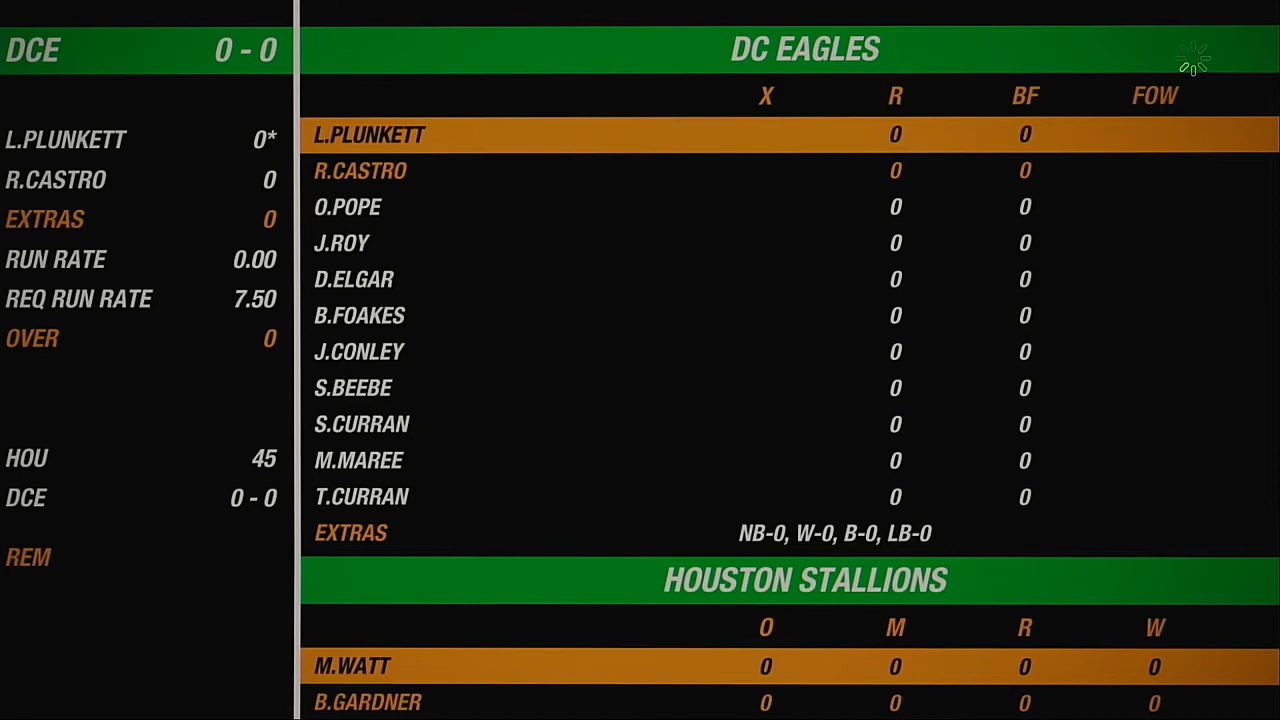 DCE 0 - 0
L.PLUNKETT 0*
R.CASTRO 0
EXTRAS 0
RUN RATE 0.00
REQ RUN RATE 7.50
OVER 0
HOU 45
DCE 0 - 0
REM
DC EAGLES
X R BF FOW
L.PLUNKETT 0 0
R.CASTRO 0 0
O.POPE 0 0
J.ROY 0 0
D.ELGAR 0 0
B.FOAKES 0 0
J.CONLEY 0 0
S.BEEBE 0 0
S.CURRAN 0 0
M.MAREE 0 0
T.CURRAN 0 0
EXTRAS NB-0, W-0, B-0, LB-0
HOUSTON STALLIONS
O M R W
M.WATT 0 0 0 0
B.GARDNER 0 0 0 0